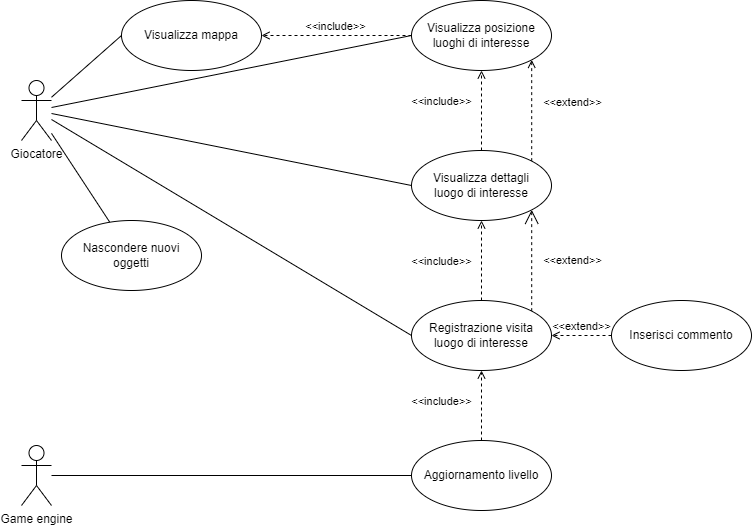 <<include>>
Visualizza mappa
Visualizza posizione
luoghi di interesse
<<include>>
<<extend>>
Giocatore
Visualizza dettagli
luogo di interesse
Nascondere nuovi
oggetti
<<include>>
<<extend>>
Registrazione visita
luogo di interesse
<<extend>>
Inserisci commento
<<include>>
Aggiornamento livello
Game engine